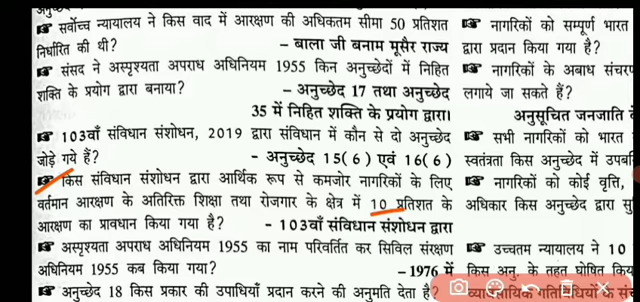 अनुच्छेद
☞ सर्वोच्च न्यायालय ने किस वाद में आरक्षण की अधिकतम सीमा 50 प्रतिशत
निर्धारित की थी? – बाला जी बनाम मूसैर राज्य
☞ संसद ने अस्पृश्यता अपराध अधिनियम 1955 किन अनुच्छेदों में निहित
शक्ति के प्रयोग द्वारा बनाया? – अनुच्छेद 17 तथा अनुच्छेद
35 में निहित शक्ति के प्रयोग द्वारा।
☞ 103वाँ संविधान संशोधन, 2019 द्वारा संविधान में कौन से दो अनुच्छेद
जोड़े गये हैं? – अनुच्छेद 15(6) एवं 16(6)
☞ किस संविधान संशोधन द्वारा आर्थिक रूप से कमजोर नागरिकों के लिए
वर्तमान आरक्षण के अतिरिक्त शिक्षा तथा रोजगार के क्षेत्र में 10 प्रतिशत के
आरक्षण का प्रावधान किया गया है? - 103वाँ संविधान संशोधन द्वारा
☞ अस्पृश्यता अपराध अधिनियम 1955 का नाम परिवर्तित कर सिविल संरक्षण
अधिनियम 1955 कब किया गया? – 1976 में
☞ अनुच्छेद 18 किस प्रकार की उपाधियाँ प्रदान करने की अनुमति देता है?
☞ नागरिकों को सम्पूर्ण भारत
द्वारा प्रदान किया गया है?
☞ नागरिकों के अबाध संचरण
लगाये जा सकते हैं?
अनुसूचित जनजाति
☞ सभी नागरिकों को भारत
स्वतंत्रता किस अनुच्छेद में
☞ नागरिकों को कोई वृत्ति,
अधिकार किस अनुच्छेद द्वारा
☞ उच्चतम न्यायालय ने 10
किस अनु. के तहत घोषित